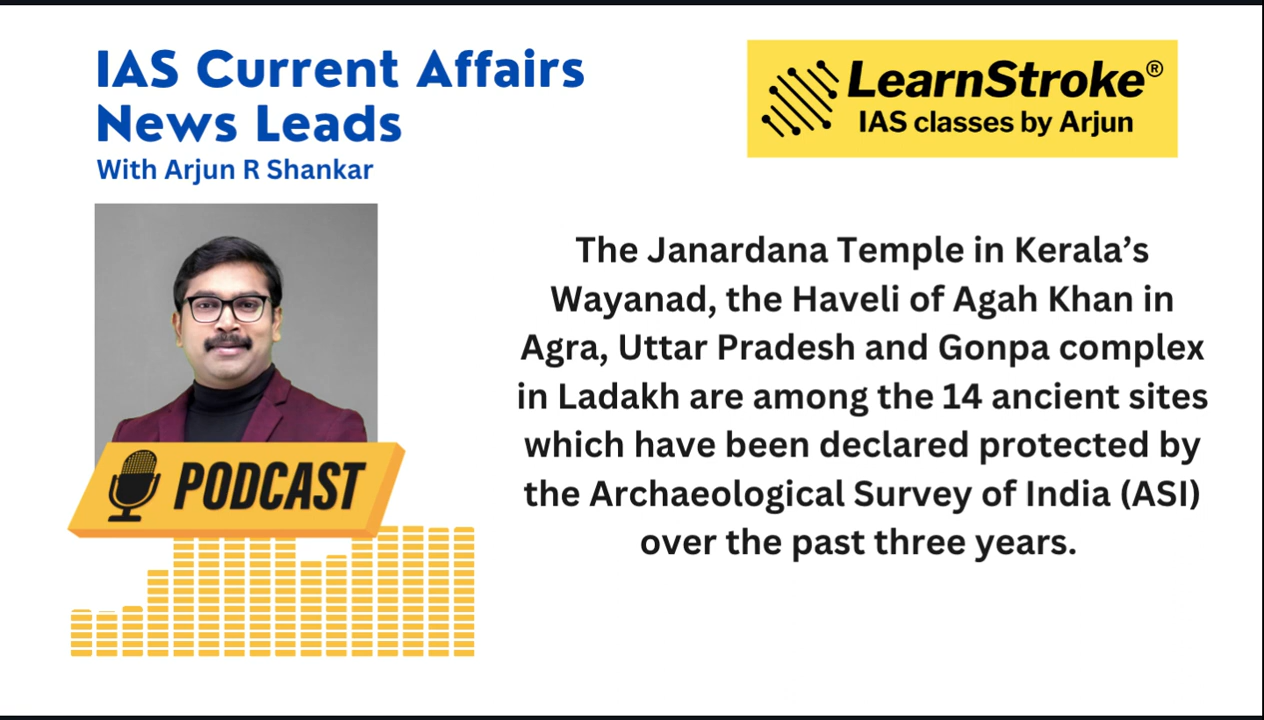 IAS Current Affairs
News Leads
With Arjun R Shankar
LearnStroke®
IAS classes by Arjun
PODCAST
The Janardana Temple in Kerala’s
Wayanad, the Haveli of Agah Khan in
Agra, Uttar Pradesh and Gonpa complex
in Ladakh are among the 14 ancient sites
which have been declared protected by
the Archaeological Survey of India (ASI)
over the past three years.